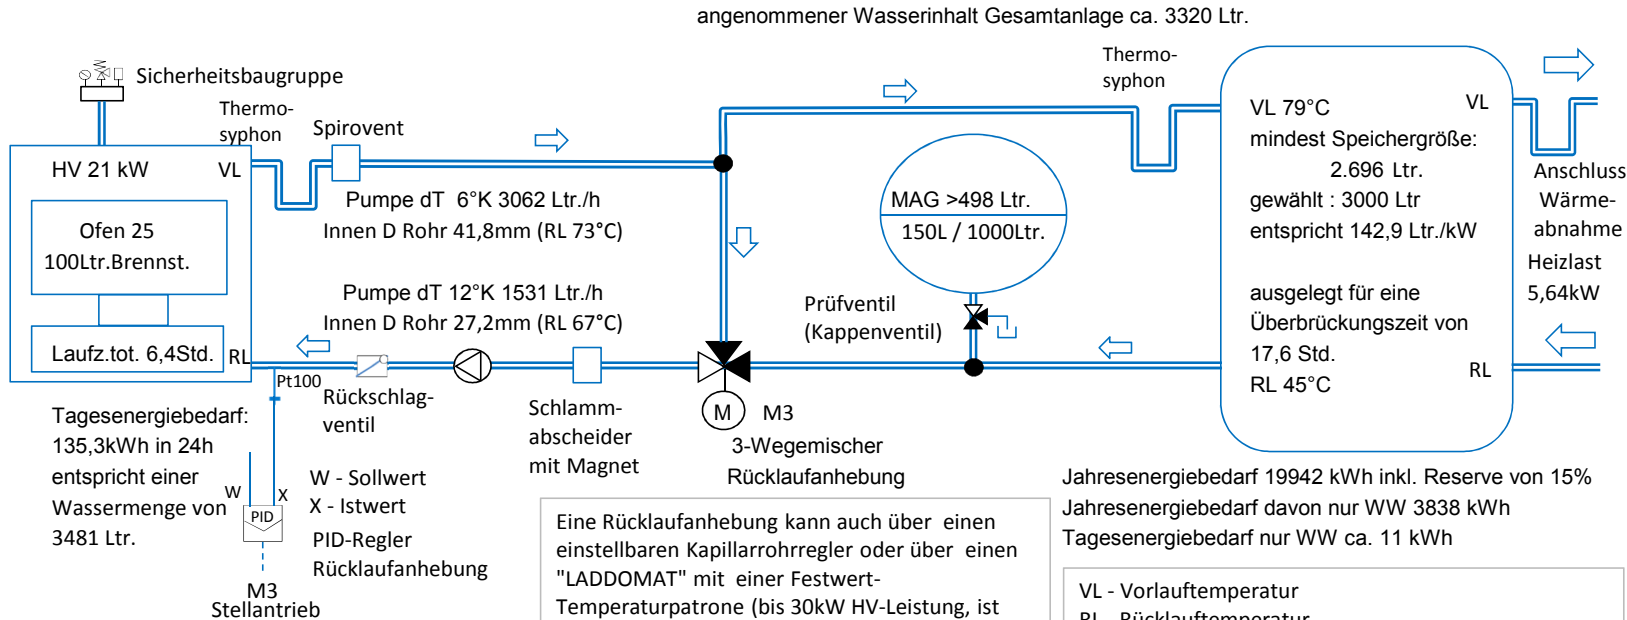 angenommener Wasserinhalt Gesamtanlage ca. 3320 Ltr.
Sicherheitsbaugruppe
Thermo-
syphon
Spirovent
HV 21 kW
VL
Ofen 25
100Ltr.Brennst.
Laufz.tot. 6,4Std.
RL
Pumpe dT 6°K 3062 Ltr./h
Innen D Rohr 41,8mm (RL 73°C)
Pumpe dT 12°K 1531 Ltr./h
Innen D Rohr 27,2mm (RL 67°C)
Pt100
Rückschlag-
ventil
Schlamm-
abscheider
mit Magnet
M
M3
3-Wegemischer
Rücklaufanhebung
MAG >498 Ltr.
150L / 1000Ltr.
Prüfventil
(Kappenventil)
Thermo-
syphon
VL 79°C
VL
mindest Speichergröße:
2.696 Ltr.
gewählt : 3000 Ltr
entspricht 142,9 Ltr./kW
ausgelegt für eine
Überbrückungszeit von
17,6 Std.
RL 45°C
RL
Anschluss
Wärme-
abnahme
Heizlast
5,64kW
Tagesenergiebedarf:
135,3kWh in 24h
entspricht einer
Wassermenge von
3481 Ltr.
W
X
PID
M3
Stellantrieb
W - Sollwert
X - Istwert
PID-Regler
Rücklaufanhebung
Eine Rücklaufanhebung kann auch über einen
einstellbaren Kapillarrohrregler oder über einen
"LADDOMAT" mit einer Festwert-
Temperaturpatrone (bis 30kW HV-Leistung, ist
Jahresenergiebedarf 19942 kWh inkl. Reserve von 15%
Jahresenergiebedarf davon nur WW 3838 kWh
Tagesenergiebedarf nur WW ca. 11 kWh
VL - Vorlauftemperatur
RL - Rücklauftemperatur